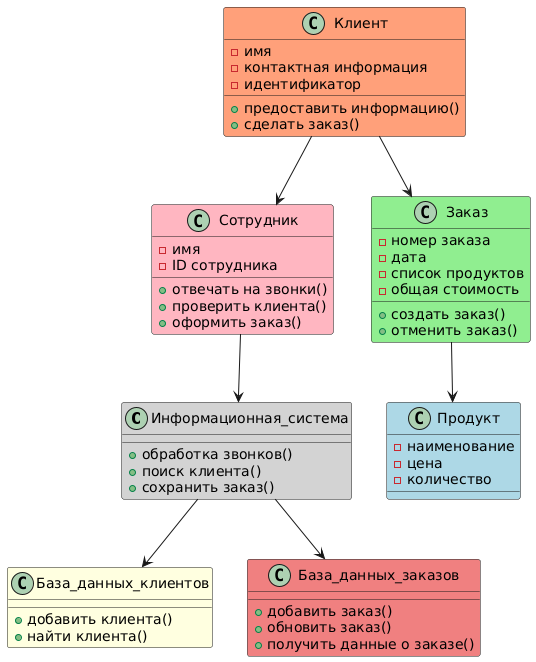 C Клиент
имя
контактная информация
идентификатор
предоставить информацию()
сделать заказ()
C Сотрудник
имя
ID сотрудника
отвечать на звонки()
проверить клиента()
оформить заказ()
C Заказ
номер заказа
дата
список продуктов
общая стоимость
создать заказ()
отменить заказ()
C Информационная_система
обработка звонков()
поиск клиента()
сохранить заказ()
C Продукт
наименование
цена
количество
C База_данных_клиентов
добавить клиента()
найти клиента()
C База_данных_заказов
добавить заказ()
обновить заказ()
получить данные о заказе()